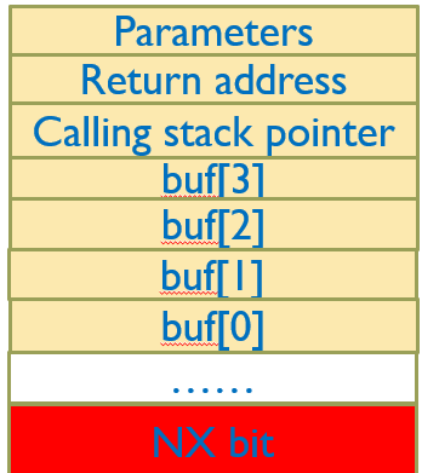 Parameters
Return address
Calling stack pointer
buf[3]
buf[2]
buf[1]
buf[0]
......
NX bit